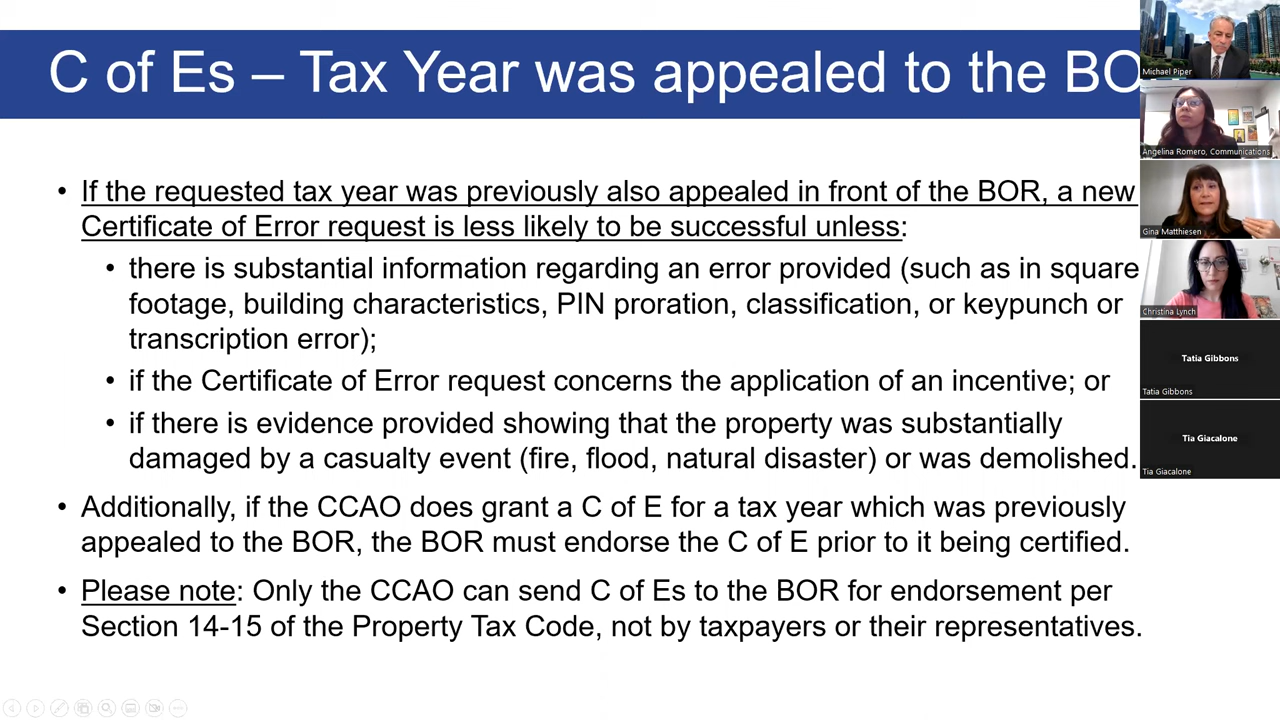 C of Es – Tax Year was appealed to the BO
• If the requested tax year was previously also appealed in front of the BOR, a new
Certificate of Error request is less likely to be successful unless:
• there is substantial information regarding an error provided (such as in square
footage, building characteristics, PIN proration, classification, or keypunch or
transcription error);
• if the Certificate of Error request concerns the application of an incentive; or
• if there is evidence provided showing that the property was substantially
damaged by a casualty event (fire, flood, natural disaster) or was demolished.
• Additionally, if the CCAO does grant a C of E for a tax year which was previously
appealed to the BOR, the BOR must endorse the C of E prior to it being certified.
• Please note: Only the CCAO can send C of Es to the BOR for endorsement per
Section 14-15 of the Property Tax Code, not by taxpayers or their representatives.
Michael Piper
Angelina Romero, Communications
Gina Matthiesen
Christina Lynch
Tatia Gibbons
Tatia Gibbons
Tia Giacalone
Tia Giacalone